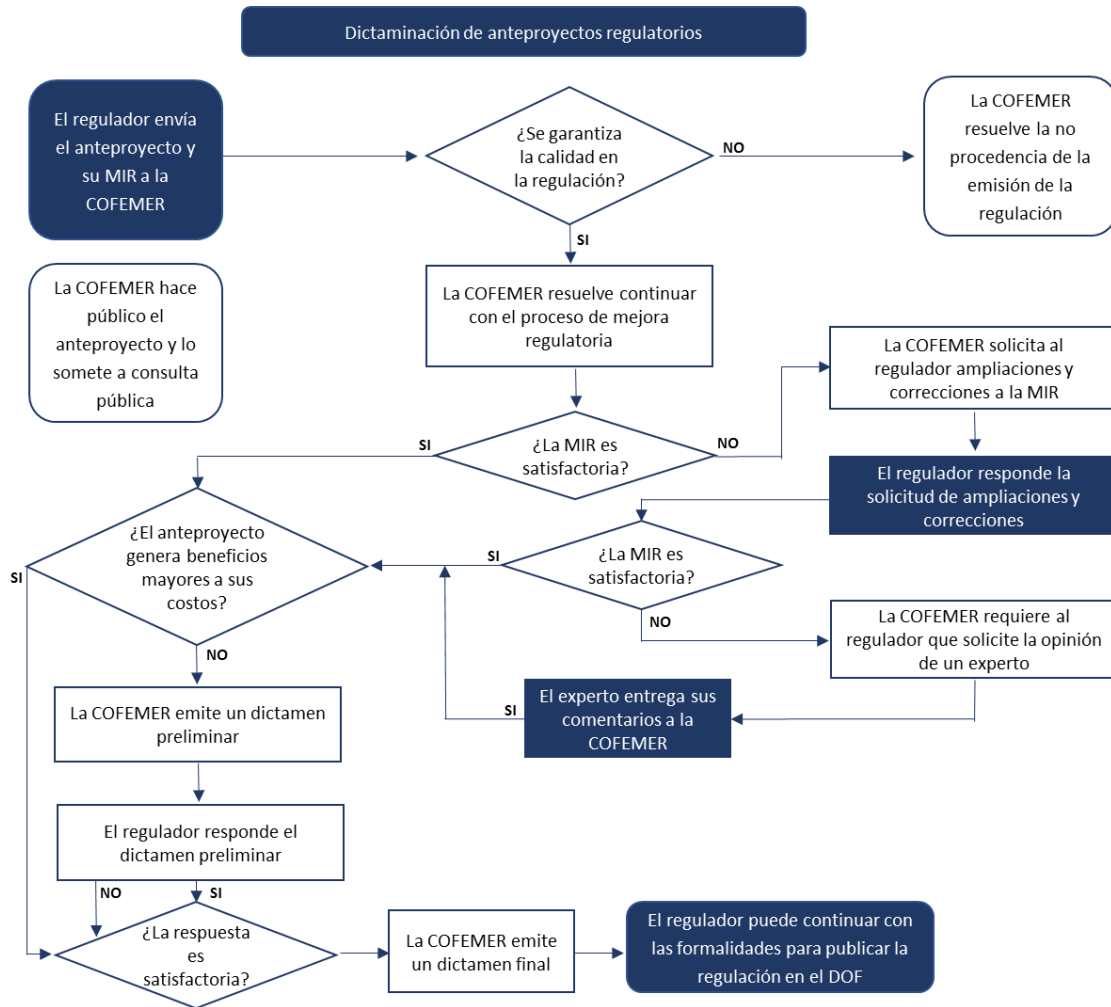 Dictaminación de anteproyectos regulatorios
El regulador envía
el anteproyecto y
su MIR a la
COFEMER
¿Se garantiza
la calidad en
la regulación?
NO
La COFEMER
resuelve la no
procedencia de la
emisión de la
regulación
SI
La COFEMER hace
público el
anteproyecto y lo
somete a consulta
pública
La COFEMER resuelve continuar
con el proceso de mejora
regulatoria
La COFEMER solicita al
regulador ampliaciones y
correcciones a la MIR
SI
¿La MIR es
satisfactoria?
NO
El regulador responde la
solicitud de ampliaciones y
correcciones
¿El anteproyecto
genera beneficios
mayores a sus
costos?
SI
SI
¿La MIR es
satisfactoria?
NO
La COFEMER requiere al
regulador que solicite la opinión
de un experto
NO
El experto entrega sus
comentarios a la
COFEMER
SI
La COFEMER emite un dictamen
preliminar
El regulador responde el
dictamen preliminar
NO
SI
¿La respuesta
es
satisfactoria?
La COFEMER emite
un dictamen final
El regulador puede continuar con
las formalidades para publicar la
regulación en el DOF